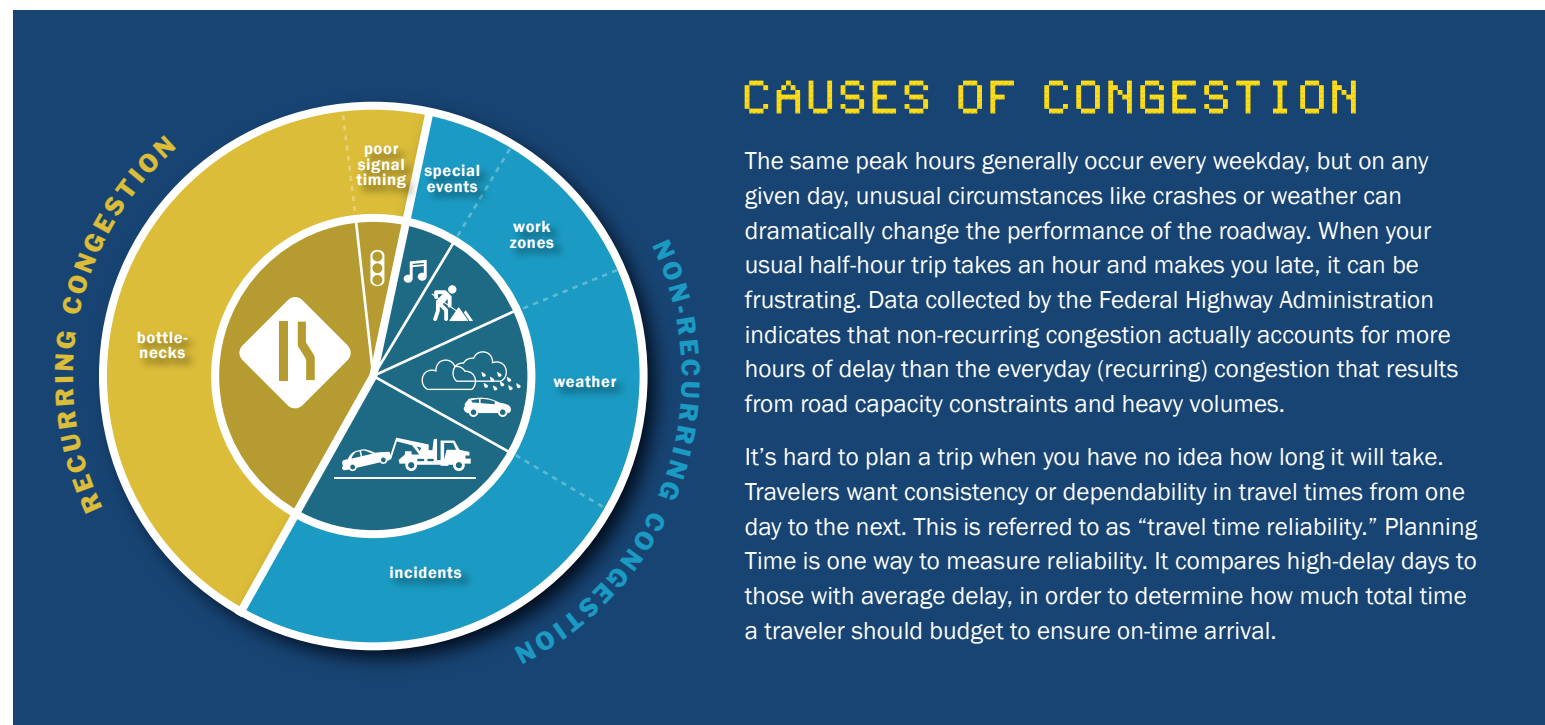 CAUSES OF CONGESTION
The same peak hours generally occur every weekday, but on any
given day, unusual circumstances like crashes or weather can
dramatically change the performance of the roadway. When your
usual half-hour trip takes an hour and makes you late, it can be
frustrating. Data collected by the Federal Highway Administration
indicates that non-recurring congestion actually accounts for more
hours of delay than the everyday (recurring) congestion that results
from road capacity constraints and heavy volumes.
It’s hard to plan a trip when you have no idea how long it will take.
Travelers want consistency or dependability in travel times from one
day to the next. This is referred to as “travel time reliability.” Planning
Time is one way to measure reliability. It compares high-delay days to
those with average delay, in order to determine how much total time
a traveler should budget to ensure on-time arrival.
RECURRING CONGESTION
poor
signal
timing
bottle-
necks
NON-RECURRING CONGESTION
special
events
work
zones
weather
incidents